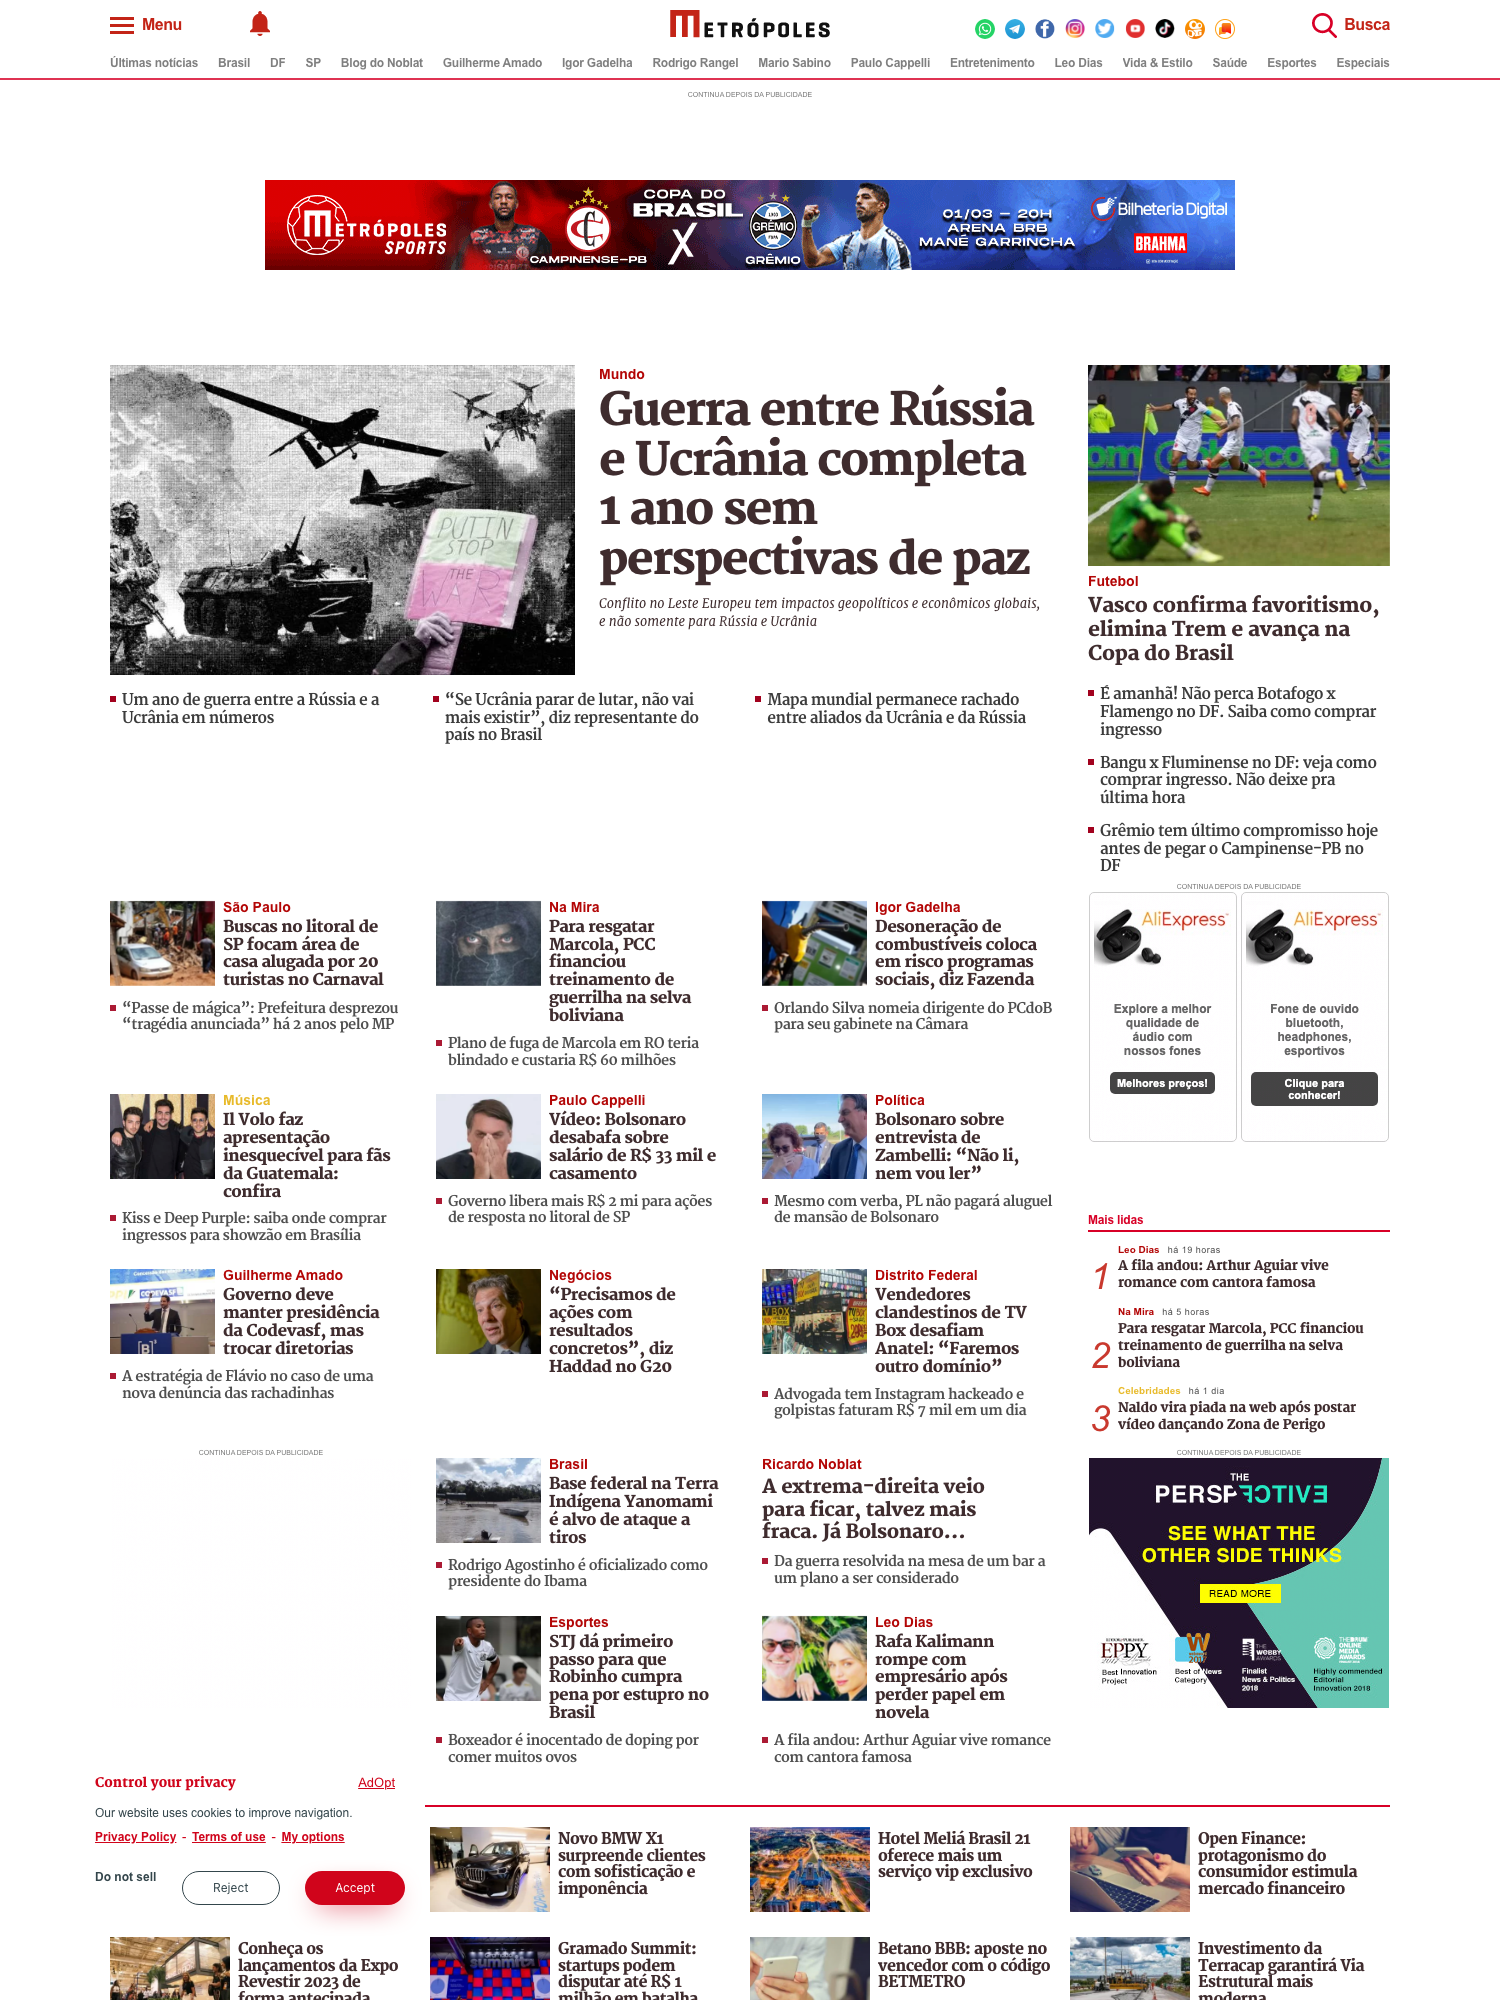 Menu
METRÓPOLES
Busca
Últimas notícias Brasil DF SP Blog do Noblat Guilherme Amado Igor Gadelha Rodrigo Rangel Mario Sabino Paulo Cappelli Entretenimento Leo Dias Vida & Estilo Saúde Esportes Especiais
CONTINUA DEPOIS DA PUBLICIDADE
METRÓPOLES
SPORTS
CAMPINENSE-PB
COPA DO
BRASIL
X
GRÊMIO
01/03 - 20H
ARENA BRB
MANÉ GARRINCHA
Bilheteria Digital
BRAHMA
PUTIN
STOP
THE
WAR
Z
Mundo
Guerra entre Rússia
e Ucrânia completa
1 ano sem
perspectivas de paz
Conflito no Leste Europeu tem impactos geopolíticos e econômicos globais,
e não somente para Rússia e Ucrânia
Um ano de guerra entre a Rússia e a
Ucrânia em números
“Se Ucrânia parar de lutar, não vai
mais existir”, diz representante do
país no Brasil
Mapa mundial permanece rachado
entre aliados da Ucrânia e da Rússia
Futebol
Vasco confirma favoritismo,
elimina Trem e avança na
Copa do Brasil
É amanhã! Não perca Botafogo x
Flamengo no DF. Saiba como comprar
ingresso
Bangu x Fluminense no DF: veja como
comprar ingresso. Não deixe pra
última hora
Grêmio tem último compromisso hoje
antes de pegar o Campinense-PB no
DF
CONTINUA DEPOIS DA PUBLICIDADE
AliExpress
Explore a melhor
qualidade de
áudio com
nossos fones
Melhores preços!
AliExpress
Fone de ouvido
bluetooth,
headphones,
esportivos
Clique para
conhecer!
São Paulo
Buscas no litoral de
SP focam área de
casa alugada por 20
turistas no Carnaval
“Passe de mágica”: Prefeitura desprezou
“tragédia anunciada” há 2 anos pelo MP
Na Mira
Para resgatar
Marcola, PCC
financiou
treinamento de
guerrilha na selva
boliviana
Plano de fuga de Marcola em RO teria
blindado e custaria R$ 60 milhões
Igor Gadelha
Desoneração de
combustíveis coloca
em risco programas
sociais, diz Fazenda
Orlando Silva nomeia dirigente do PCdoB
para seu gabinete na Câmara
Música
Il Volo faz
apresentação
inesquecível para fãs
da Guatemala:
confira
Kiss e Deep Purple: saiba onde comprar
ingressos para showzão em Brasília
Paulo Cappelli
Vídeo: Bolsonaro
desabafa sobre
salário de R$ 33 mil e
casamento
Governo libera mais R$ 2 mi para ações
de resposta no litoral de SP
Política
Bolsonaro sobre
entrevista de
Zambelli: “Não li,
nem vou ler”
Mesmo com verba, PL não pagará aluguel
de mansão de Bolsonaro
Guilherme Amado
Governo deve
manter presidência
da Codevasf, mas
trocar diretorias
A estratégia de Flávio no caso de uma
nova denúncia das rachadinhas
Negócios
“Precisamos de
ações com
resultados
concretos”, diz
Haddad no G20
Distrito Federal
Vendedores
clandestinos de TV
Box desafiam
Anatel: “Faremos
outro domínio”
Advogada tem Instagram hackeado e
golpistas faturam R$ 7 mil em um dia
Mais lidas
1
Leo Dias há 19 horas
A fila andou: Arthur Aguiar vive
romance com cantora famosa
2
Na Mira há 5 horas
Para resgatar Marcola, PCC financiou
treinamento de guerrilha na selva
boliviana
3
Celebridades há 1 dia
Naldo vira piada na web após postar
vídeo dançando Zona de Perigo
CONTINUA DEPOIS DA PUBLICIDADE
CONTINUA DEPOIS DA PUBLICIDADE
Brasil
Base federal na Terra
Indígena Yanomami
é alvo de ataque a
tiros
Rodrigo Agostinho é oficializado como
presidente do Ibama
Ricardo Noblat
A extrema-direita veio
para ficar, talvez mais
fraca. Já Bolsonaro…
Da guerra resolvida na mesa de um bar a
um plano a ser considerado
THE
PERSPECTIVE
SEE WHAT THE
OTHER SIDE THINKS
READ MORE
EPPY
2017
Best Innovation
Project
W
2017
Best of News
Category
THE
WEBBY
AWARDS
Finalist
News & Politics
2018
THE DRUM
ONLINE
MEDIA
AWARDS
Highly commended
Editorial
Innovation 2018
Esportes
STJ dá primeiro
passo para que
Robinho cumpra
pena por estupro no
Brasil
Boxeador é inocentado de doping por
comer muitos ovos
Leo Dias
Rafa Kalimann
rompe com
empresário após
perder papel em
novela
A fila andou: Arthur Aguiar vive romance
com cantora famosa
Control your privacy
AdOpt
Our website uses cookies to improve navigation.
Privacy Policy - Terms of use - My options
Do not sell
Reject
Accept
Novo BMW X1
surpreende clientes
com sofisticação e
imponência
Hotel Meliá Brasil 21
oferece mais um
serviço vip exclusivo
Open Finance:
protagonismo do
consumidor estimula
mercado financeiro
Conheça os
lançamentos da Expo
Revestir 2023 de
forma antecipada
Gramado Summit:
startups podem
disputar até R$ 1
milhão em batalha
Betano BBB: aposte no
vencedor com o código
BETMETRO
Investimento da
Terracap garantirá Via
Estrutural mais
moderna